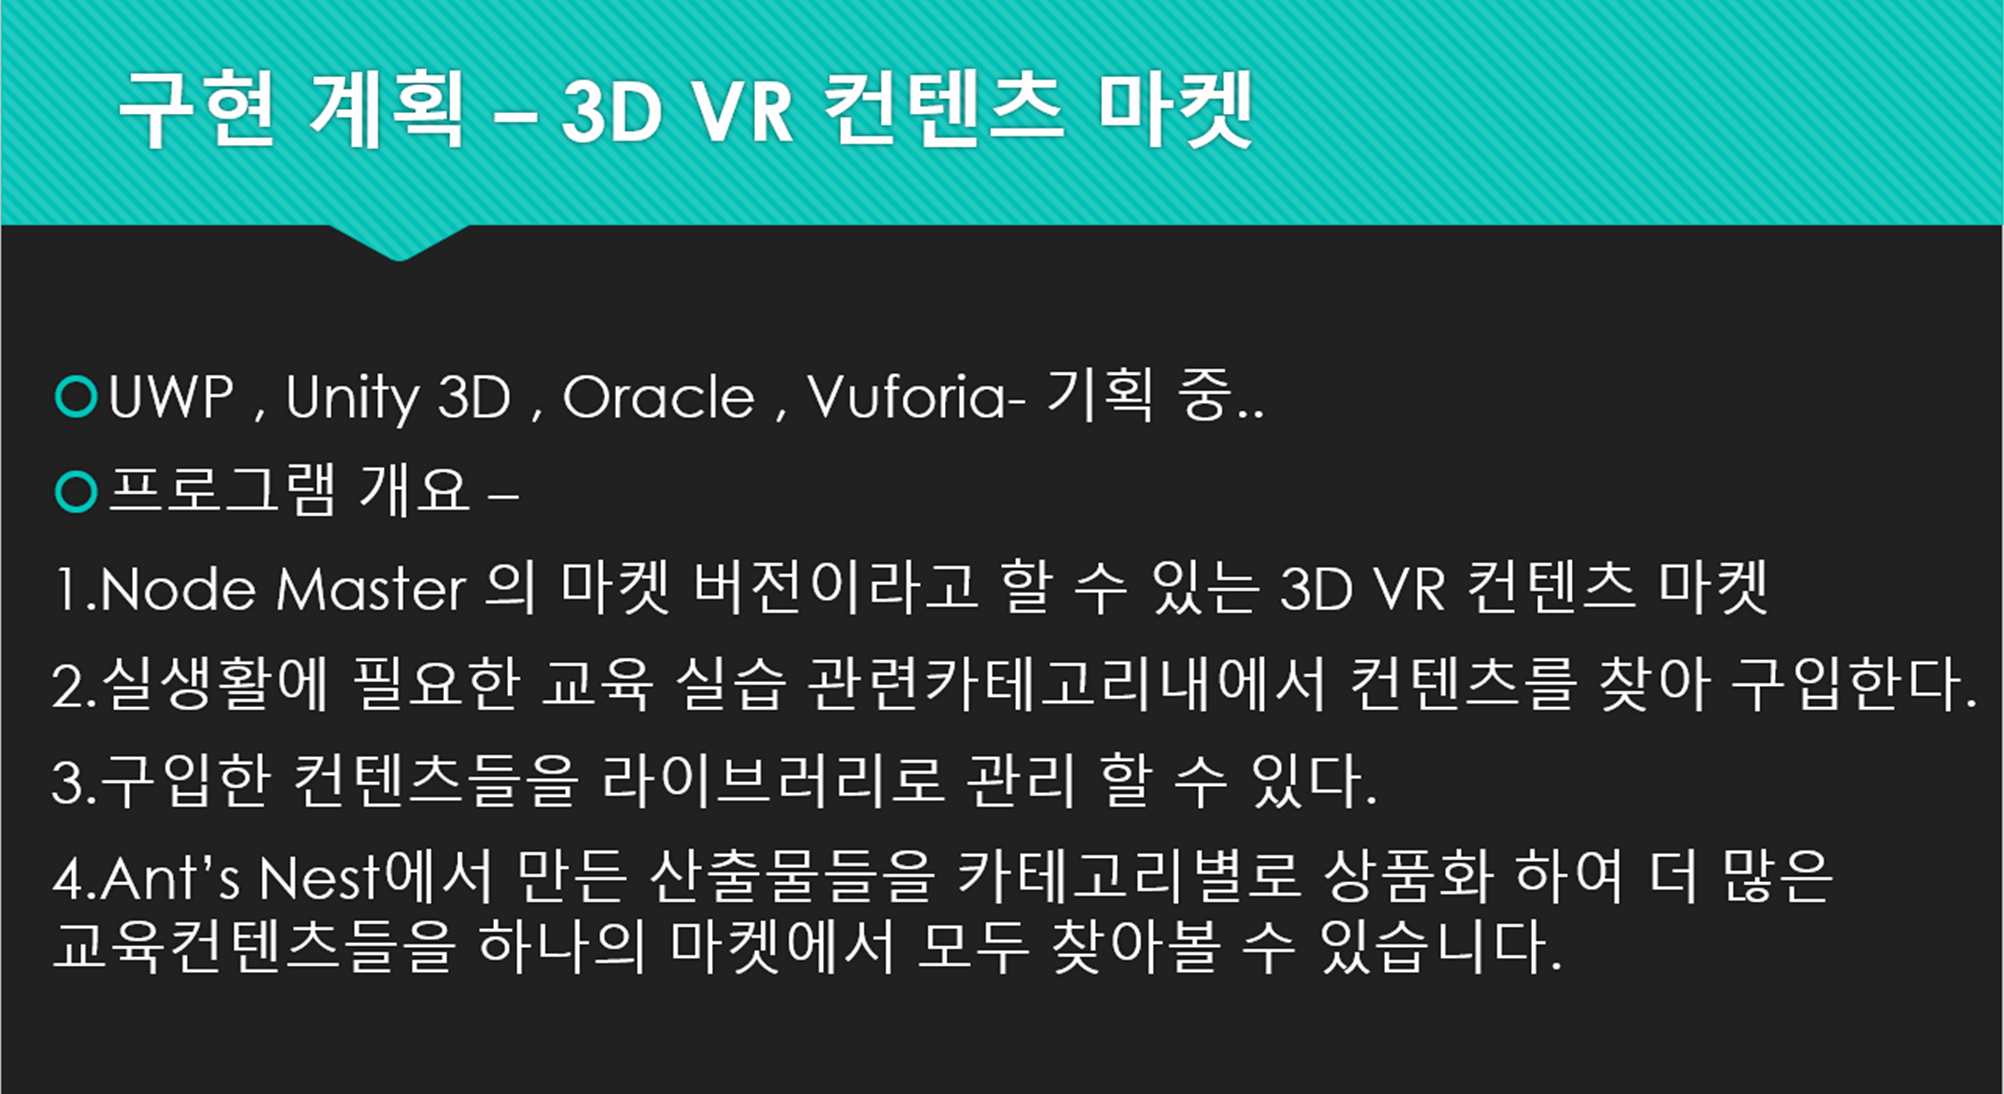 구현 계획 – 3D VR 컨텐츠 마켓
UWP , Unity 3D , Oracle , Vuforia- 기획 중..
프로그램 개요 –
1.Node Master 의 마켓 버전이라고 할 수 있는 3D VR 컨텐츠 마켓
2.실생활에 필요한 교육 실습 관련카테고리내에서 컨텐츠를 찾아 구입한다.
3.구입한 컨텐츠들을 라이브러리로 관리 할 수 있다.
4.Ant’s Nest에서 만든 산출물들을 카테고리별로 상품화 하여 더 많은
교육컨텐츠들을 하나의 마켓에서 모두 찾아볼 수 있습니다.